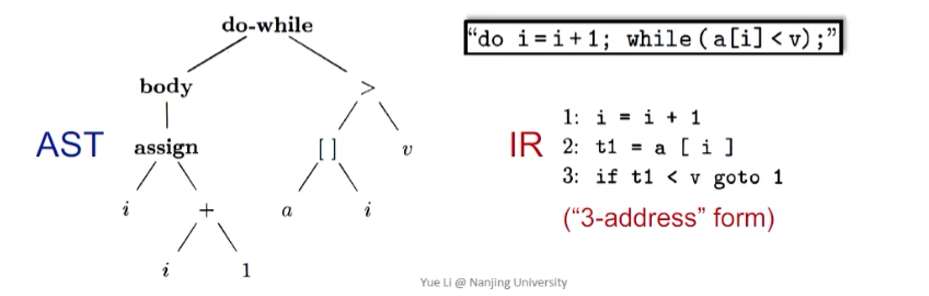 do-while
"do i=i+1; while(a[i]<v);"
body
>
1: i = i + 1
AST
assign
[]
v
IR
2: t1 = a [ i ]
3: if t1 < v goto 1
i
+
a
i
("3-address" form)
i
1
Yue Li @ Nanjing University